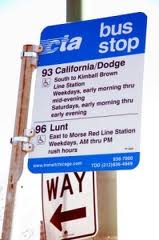 cta
bus
stop
93 California/Dodge
South to Kimball Brown
Line Station
Weekdays, early morning thru
mid-evening
Saturdays, early morning thru
early evening
96 Lunt
East to Morse Red Line Station
Weekdays, AM thru PM
rush hours
www.transitchicago.com
836-7000
TDD (312)836-4949
WAY